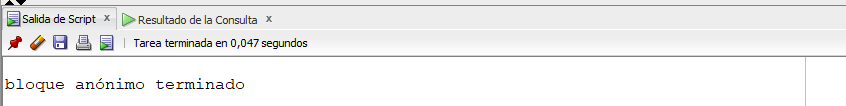 Salida de Script x Resultado de la Consulta x
Tarea terminada en 0,047 segundos
bloque anónimo terminado